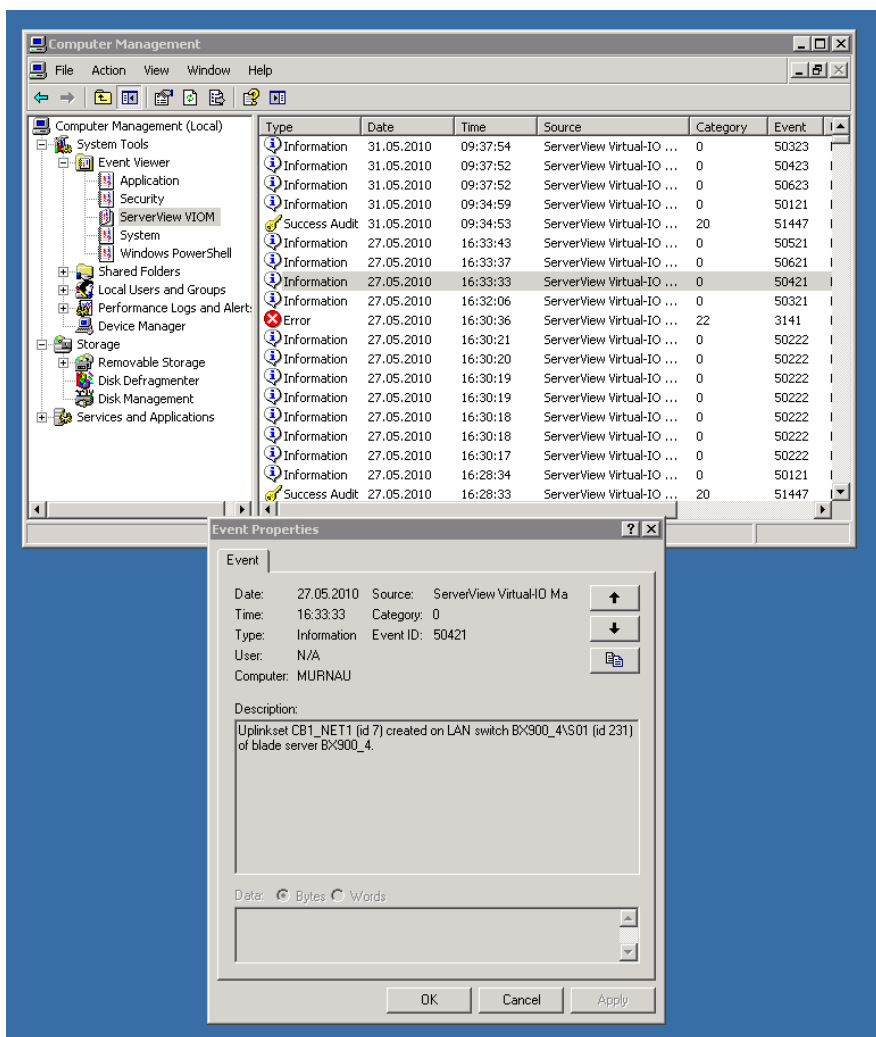 Computer Management
File Action View Window Help
Computer Management (Local)
System Tools
Event Viewer
Application
Security
ServerView VIOM
System
Windows PowerShell
Shared Folders
Local Users and Groups
Performance Logs and Alert
Device Manager
Storage
Removable Storage
Disk Defragmenter
Disk Management
Services and Applications
Type Date Time Source Category Event
Information 31.05.2010 09:37:54 ServerView Virtual-IO ... 0 50323
Information 31.05.2010 09:37:52 ServerView Virtual-IO ... 0 50423
Information 31.05.2010 09:37:52 ServerView Virtual-IO ... 0 50623
Information 31.05.2010 09:34:59 ServerView Virtual-IO ... 0 50121
Success Audit 31.05.2010 09:34:53 ServerView Virtual-IO ... 20 51447
Information 27.05.2010 16:33:43 ServerView Virtual-IO ... 0 50521
Information 27.05.2010 16:33:37 ServerView Virtual-IO ... 0 50621
Information 27.05.2010 16:33:33 ServerView Virtual-IO ... 0 50421
Information 27.05.2010 16:32:06 ServerView Virtual-IO ... 0 50321
Error 27.05.2010 16:30:36 ServerView Virtual-IO ... 22 3141
Information 27.05.2010 16:30:21 ServerView Virtual-IO ... 0 50222
Information 27.05.2010 16:30:20 ServerView Virtual-IO ... 0 50222
Information 27.05.2010 16:30:19 ServerView Virtual-IO ... 0 50222
Information 27.05.2010 16:30:19 ServerView Virtual-IO ... 0 50222
Information 27.05.2010 16:30:18 ServerView Virtual-IO ... 0 50222
Information 27.05.2010 16:30:18 ServerView Virtual-IO ... 0 50222
Information 27.05.2010 16:30:17 ServerView Virtual-IO ... 0 50222
Information 27.05.2010 16:28:34 ServerView Virtual-IO ... 0 50121
Success Audit 27.05.2010 16:28:33 ServerView Virtual-IO ... 20 51447
Event Properties
Event
Date: 27.05.2010 Source: ServerView Virtual-IO Ma
Time: 16:33:33 Category: 0
Type: Information Event ID: 50421
User: N/A
Computer: MURNAU
Description:
Uplinkset CB1_NET1 (id 7) created on LAN switch BX900_4\S01 (id 231)
of blade server BX900_4.
Data: Bytes Words
OK Cancel Apply